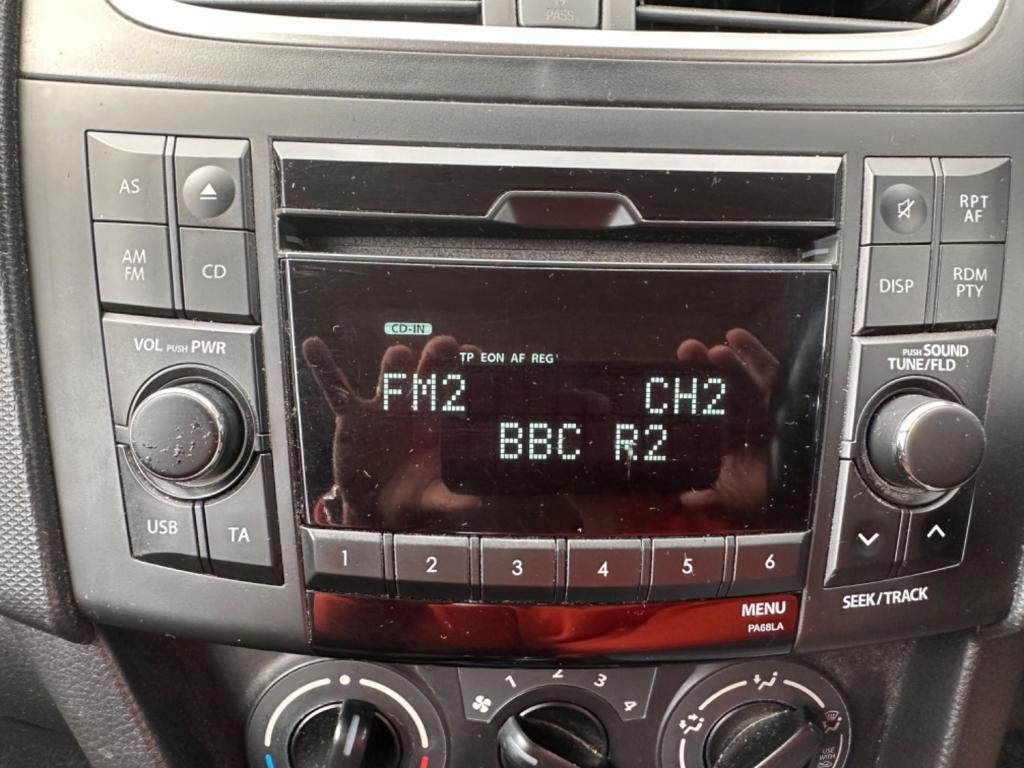 PASS
AS
AM
FM
CD
RPT
AF
DISP
RDM
PTY
VOL PUSH PWR
PUSH SOUND
TUNE/FLD
CD-IN
TP EON AF REG
FM2 CH2
BBC R2
USB
TA
1 2 3 4 5 6
SEEK/TRACK
MENU
PA68LA
1 2 3 4
USE
WITH